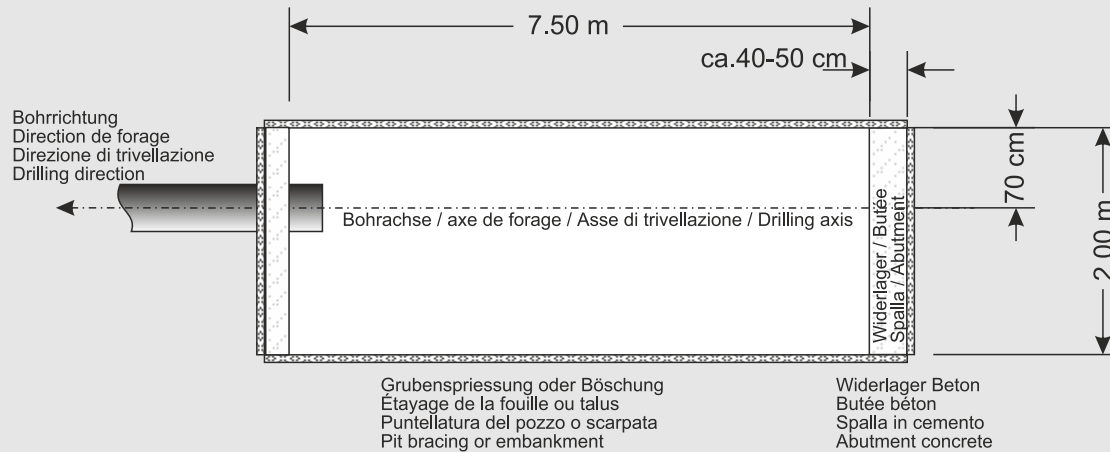 7.50 m
ca.40-50 cm
Bohrrichtung
Direction de forage
Direzione di trivellazione
Drilling direction
70 cm
2.00 m
Bohrachse / axe de forage / Asse di trivellazione / Drilling axis
Widerlager / Butée
Spalla / Abutment
Grubenspriessung oder Böschung
Étayage de la fouille ou talus
Puntellatura del pozzo o scarpata
Pit bracing or embankment
Widerlager Beton
Butée béton
Spalla in cemento
Abutment concrete